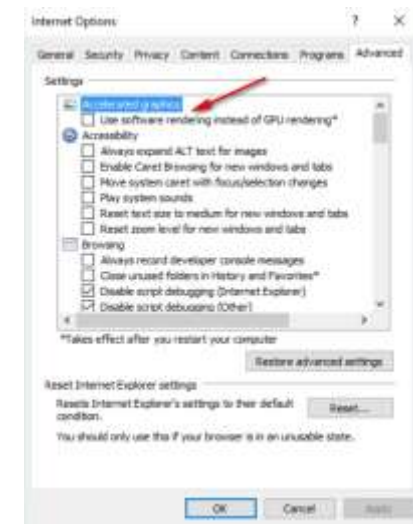 Internet Options
? ×
General Security Privacy Content Connections Programs Advanced
Settings
Accelerated graphics
Use software rendering instead of GPU rendering*
Accessibility
Always expand ALT text for images
Enable Caret Browsing for new windows and tabs
Move system caret with focus/selection changes
Play system sounds
Reset text size to medium for new windows and tabs
Reset zoom level for new windows and tabs
Browsing
Always record developer console messages
Close unused folders in History and Favorites*
Disable script debugging (Internet Explorer)
Disable script debugging (Other)
*Takes effect after you restart your computer
Restore advanced settings
Reset Internet Explorer settings
Resets Internet Explorer's settings to their default
condition.
Reset...
You should only use this if your browser is in an unusable state.
OK Cancel Apply